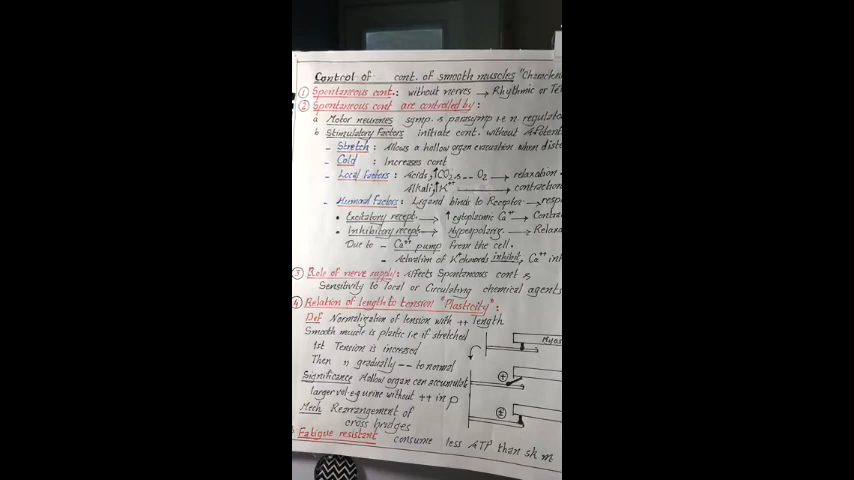 Control of cont. of smooth muscles "Charact
① Spontaneous cont.: without nerves → Rhythmic or T
② Spontaneous cont are controlled by:
a Motor neurones symp. & parasymp i.e n. regulato
b Stimulatory Factors initiate cont. without A.Potent
- Stretch: Allows a hollow organ evacuation when dist
- Cold: Increases cont
- Local Factors: Acids, ↑CO₂ & -- O₂ → relaxation
Alkali, ↑K⁺ → contraction
- Humoral Factors: Ligand binds to Receptor → resp
• Excitatory recept. → ↑ cytoplasmic Ca⁺⁺ → Contra
• Inhibitory recept → Hyperpolariz. → Relaxa
Due to - Ca⁺⁺ pump from the cell.
- Activation of K⁺ channels inhibit, Ca⁺⁺ in
③ Role of nerve supply: Affects Spontaneous cont &
Sensitivity to local or Circulating chemical agents
④ Relation of length to tension "Plasticity":
Def Normalization of tension with ++ length
Smooth muscle is plastic i.e if stretched
1st Tension is increased
Then gradually -- to normal
Significance Hollow organ can accumulate
larger vol. eg urine without ++ in p
Mech Rearrangement of
cross bridges
Fatigue resistant consume less ATP than sk m
Myos